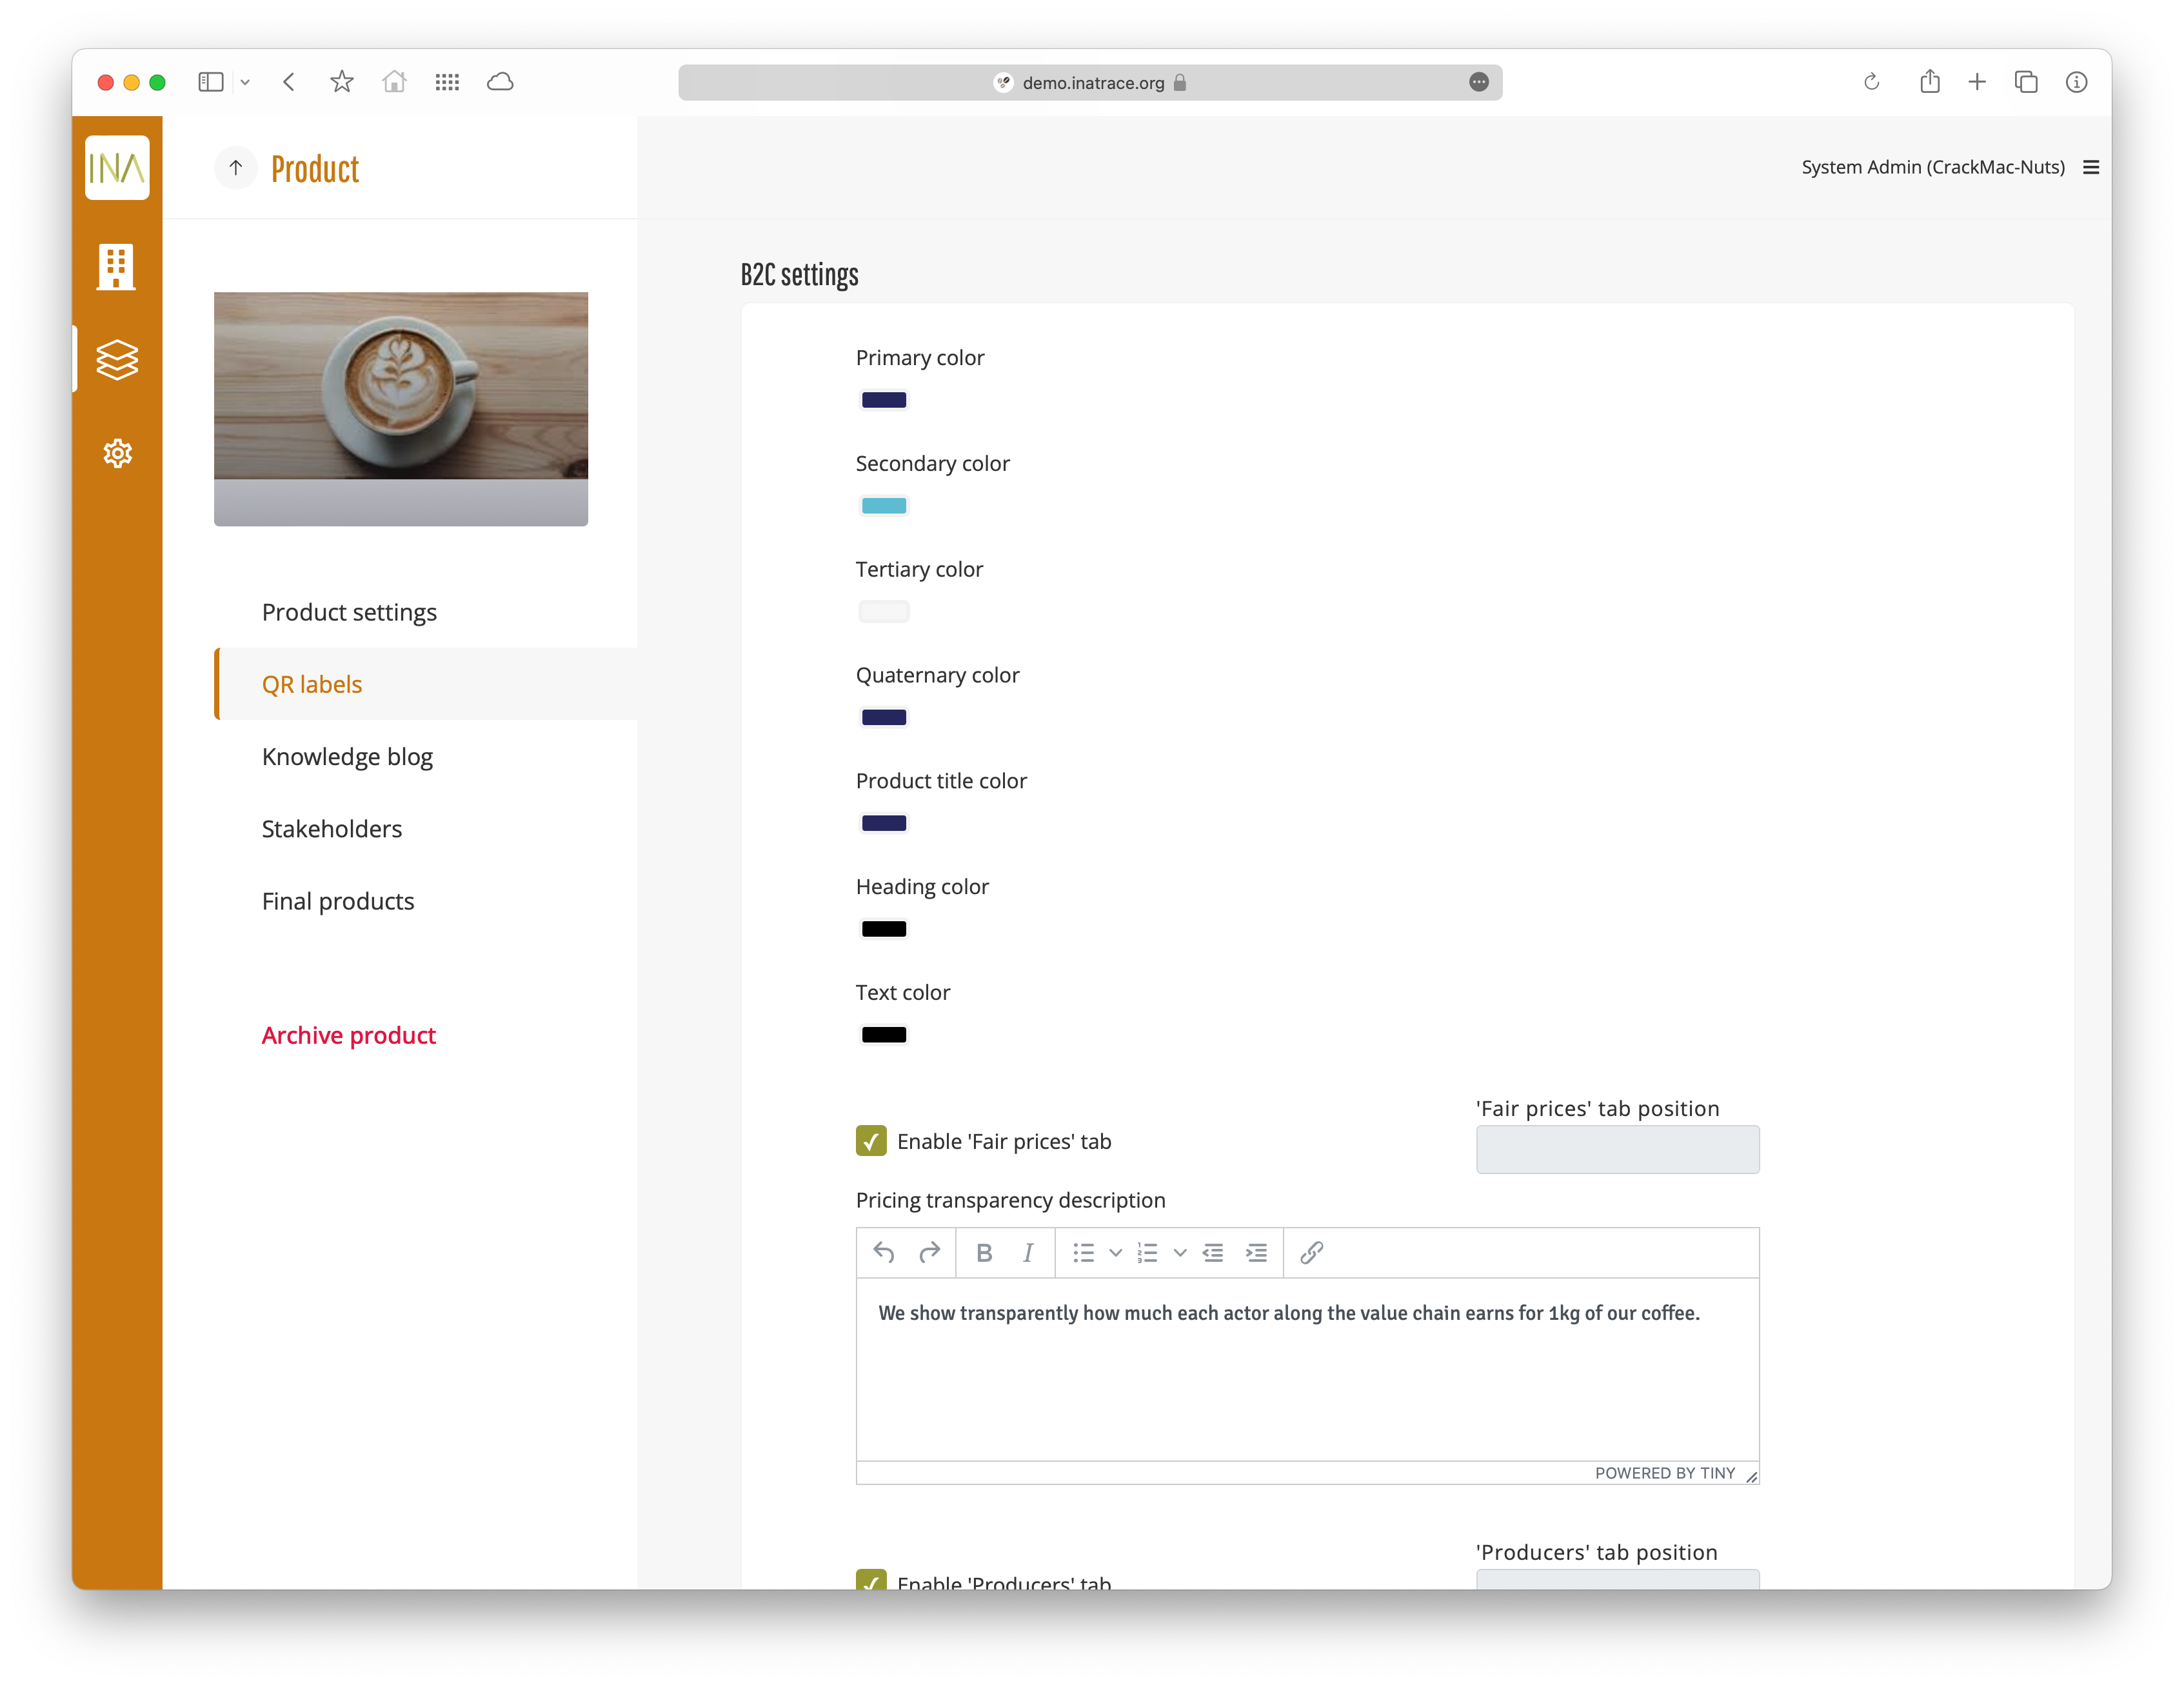 demo.inatrace.org
INA
Product
System Admin (CrackMac-Nuts)
Product settings
QR labels
Knowledge blog
Stakeholders
Final products
Archive product
B2C settings
Primary color
Secondary color
Tertiary color
Quaternary color
Product title color
Heading color
Text color
Enable 'Fair prices' tab
'Fair prices' tab position
Pricing transparency description
B I
We show transparently how much each actor along the value chain earns for 1kg of our coffee.
POWERED BY TINY
Enable 'Producers' tab
'Producers' tab position